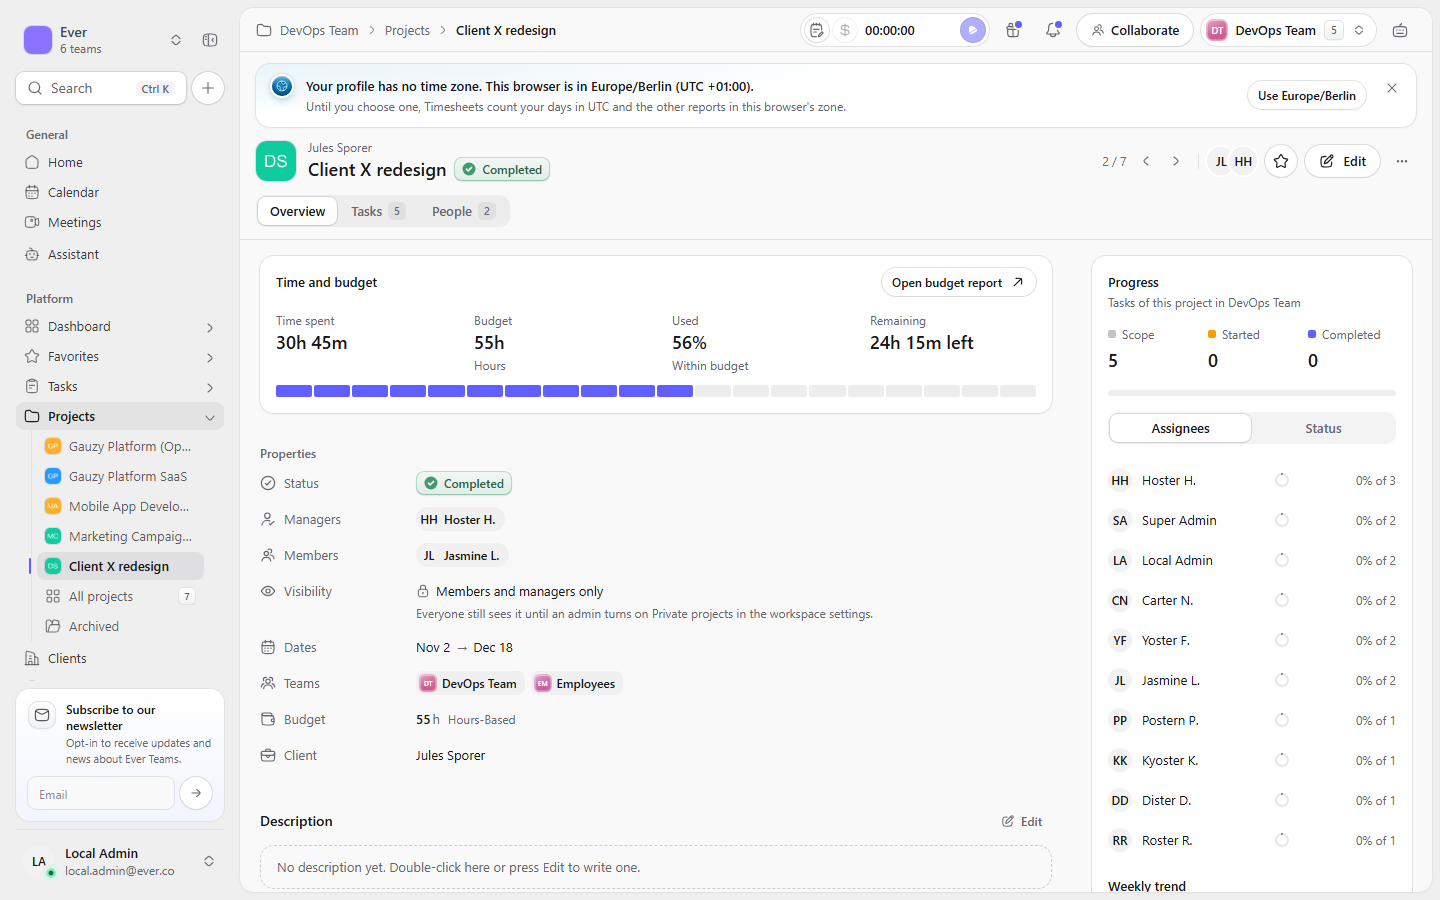 Ever
6 teams
Search
Ctrl K
General
Home
Calendar
Meetings
Assistant
Platform
Dashboard
Favorites
Tasks
Projects
GP Gauzy Platform (Op...
GP Gauzy Platform SaaS
MA Mobile App Develo...
MC Marketing Campaig...
DS Client X redesign
All projects 7
Archived
Clients
Subscribe to our
newsletter
Opt-in to receive updates and
news about Ever Teams.
Email
LA
Local Admin
local.admin@ever.co
DevOps Team
Projects
Client X redesign
$ 00:00:00
Collaborate
DT DevOps Team 5
Your profile has no time zone. This browser is in Europe/Berlin (UTC +01:00).
Until you choose one, Timesheets count your days in UTC and the other reports in this browser's zone.
Use Europe/Berlin
DS
Jules Sporer
Client X redesign
Completed
2 / 7
JL HH
Edit
Overview
Tasks 5
People 2
Time and budget
Open budget report
Time spent
30h 45m
Budget
55h
Hours
Used
56%
Within budget
Remaining
24h 15m left
Properties
Status
Completed
Managers
HH Hoster H.
Members
JL Jasmine L.
Visibility
Members and managers only
Everyone still sees it until an admin turns on Private projects in the workspace settings.
Dates
Nov 2 → Dec 18
Teams
DT DevOps Team
EM Employees
Budget
55 h Hours-Based
Client
Jules Sporer
Description
Edit
No description yet. Double-click here or press Edit to write one.
Progress
Tasks of this project in DevOps Team
Scope
5
Started
0
Completed
0
Assignees
Status
HH Hoster H. 0% of 3
SA Super Admin 0% of 2
LA Local Admin 0% of 2
CN Carter N. 0% of 2
YF Yoster F. 0% of 2
JL Jasmine L. 0% of 2
PP Postern P. 0% of 1
KK Kyoster K. 0% of 1
DD Dister D. 0% of 1
RR Roster R. 0% of 1
Weekly trend